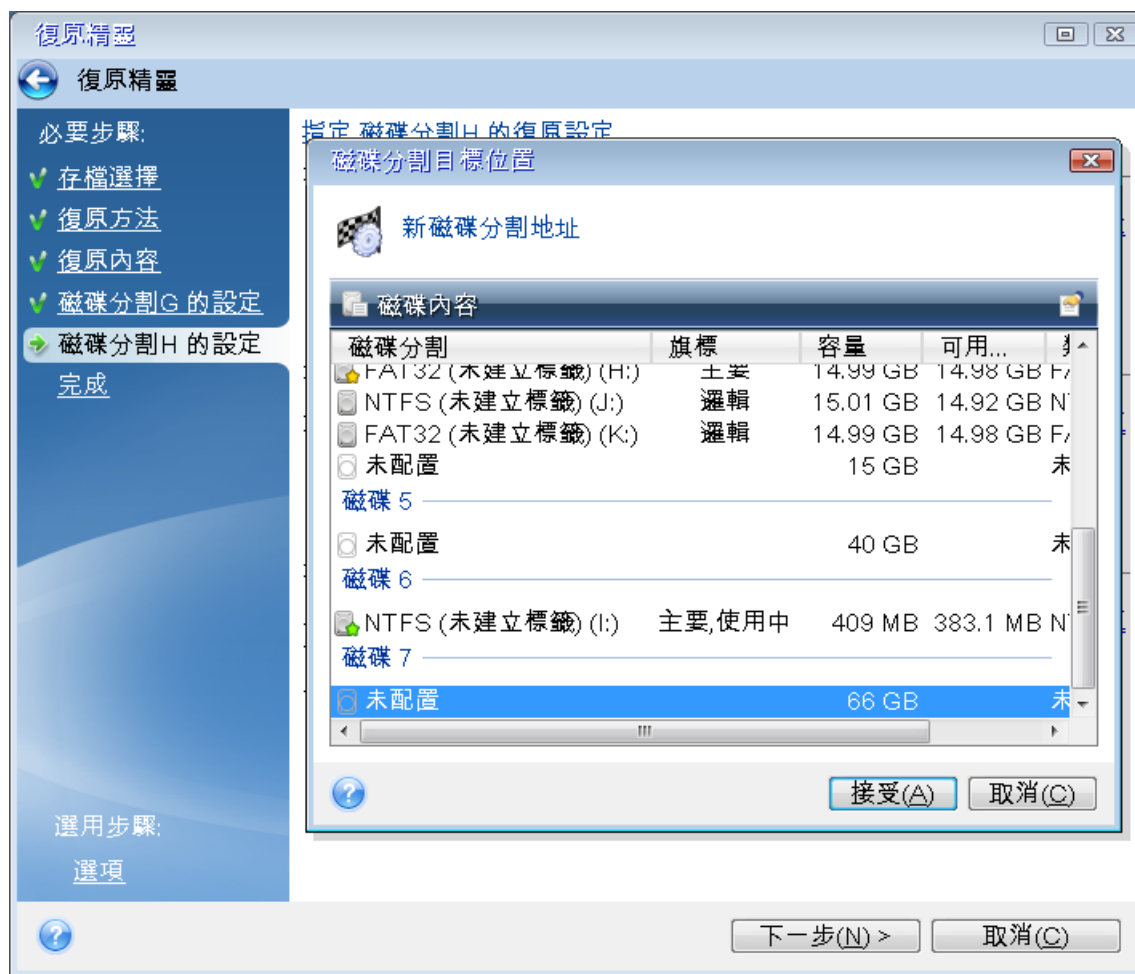 復原精靈
復原精靈
必要步驟:
存檔選擇
復原方法
復原內容
磁碟分割G 的設定
磁碟分割H 的設定
完成
選用步驟:
選項
指定 磁碟分割H 的復原設定
磁碟分割目標位置
新磁碟分割地址
磁碟內容
磁碟分割 旗標 容量 可用...
FAT32 (未建立標籤) (H:) 主要 14.99 GB 14.98 GB
NTFS (未建立標籤) (J:) 邏輯 15.01 GB 14.92 GB N
FAT32 (未建立標籤) (K:) 邏輯 14.99 GB 14.98 GB
未配置 15 GB 未
磁碟 5
未配置 40 GB 未
磁碟 6
NTFS (未建立標籤) (I:) 主要,使用中 409 MB 383.1 MB N
磁碟 7
未配置 66 GB 未
接受(A) 取消(C)
下一步(N) > 取消(C)